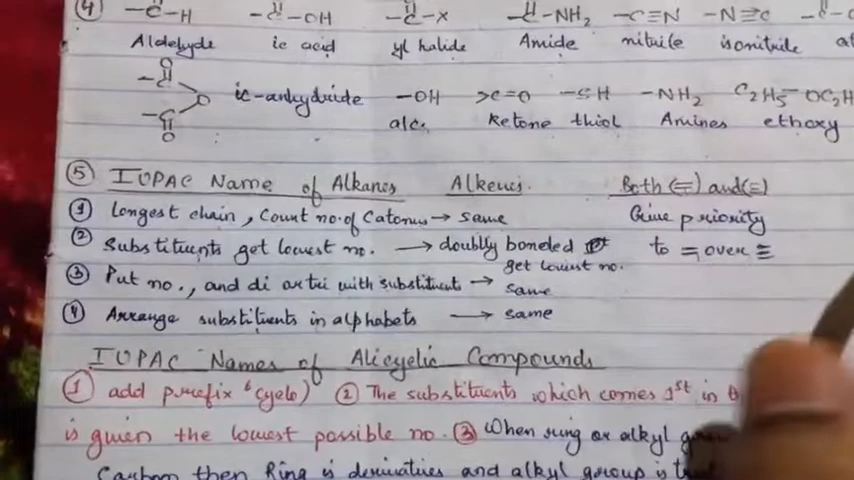 ④ -C-H -C-OH -C-X -C-NH₂ -C≡N -N≡C
Aldehyde ic acid yl halide Amide nitrile isonitrile
O
-C
O ic-anhydride -OH >C=O -SH -NH₂ C₂H₅-OC₂H
-C
O
alc. Ketone thiol Amines ethoxy
⑤ IUPAC Name of Alkanes Alkenes. Both (=) and (≡)
① Longest chain, Count no. of Catons → same Give priority
② Substituents get lowest no. → doubly bonded get lowest no. to = over ≡
③ Put no., and di or tri with substituent → same
④ Arrange substituents in alphabets → same
IUPAC Names of Alicyclic Compounds
① add prefix 'cyclo) ② The substituents which comes 1st in
is given the lowest possible no. ③ When ring or alkyl
Carbon then Ring is derivatives and alkyl group is